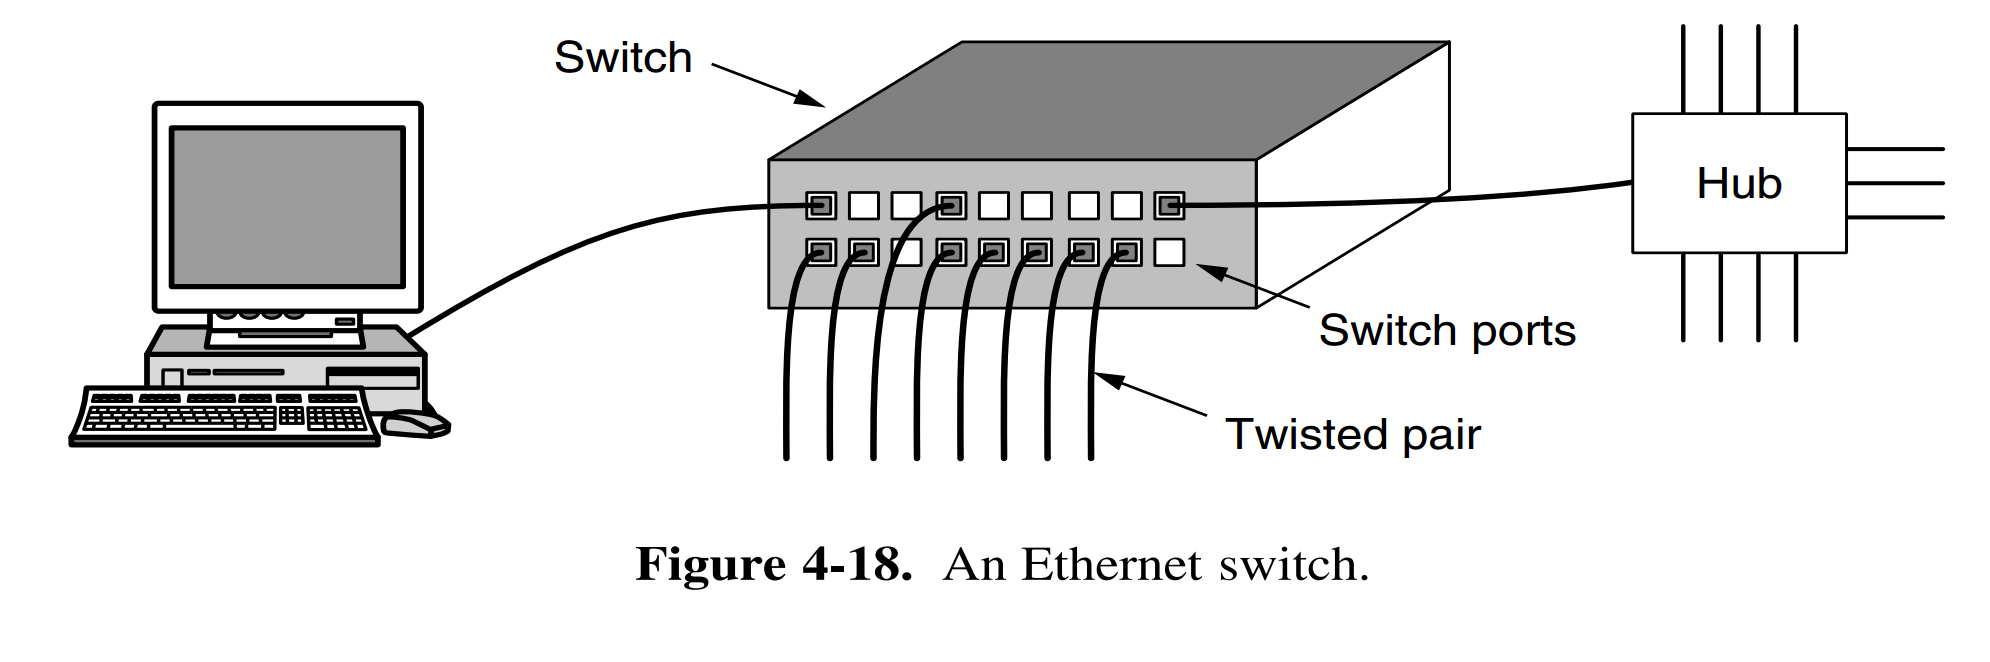 Switch
Hub
Switch ports
Twisted pair
Figure 4-18. An Ethernet switch.